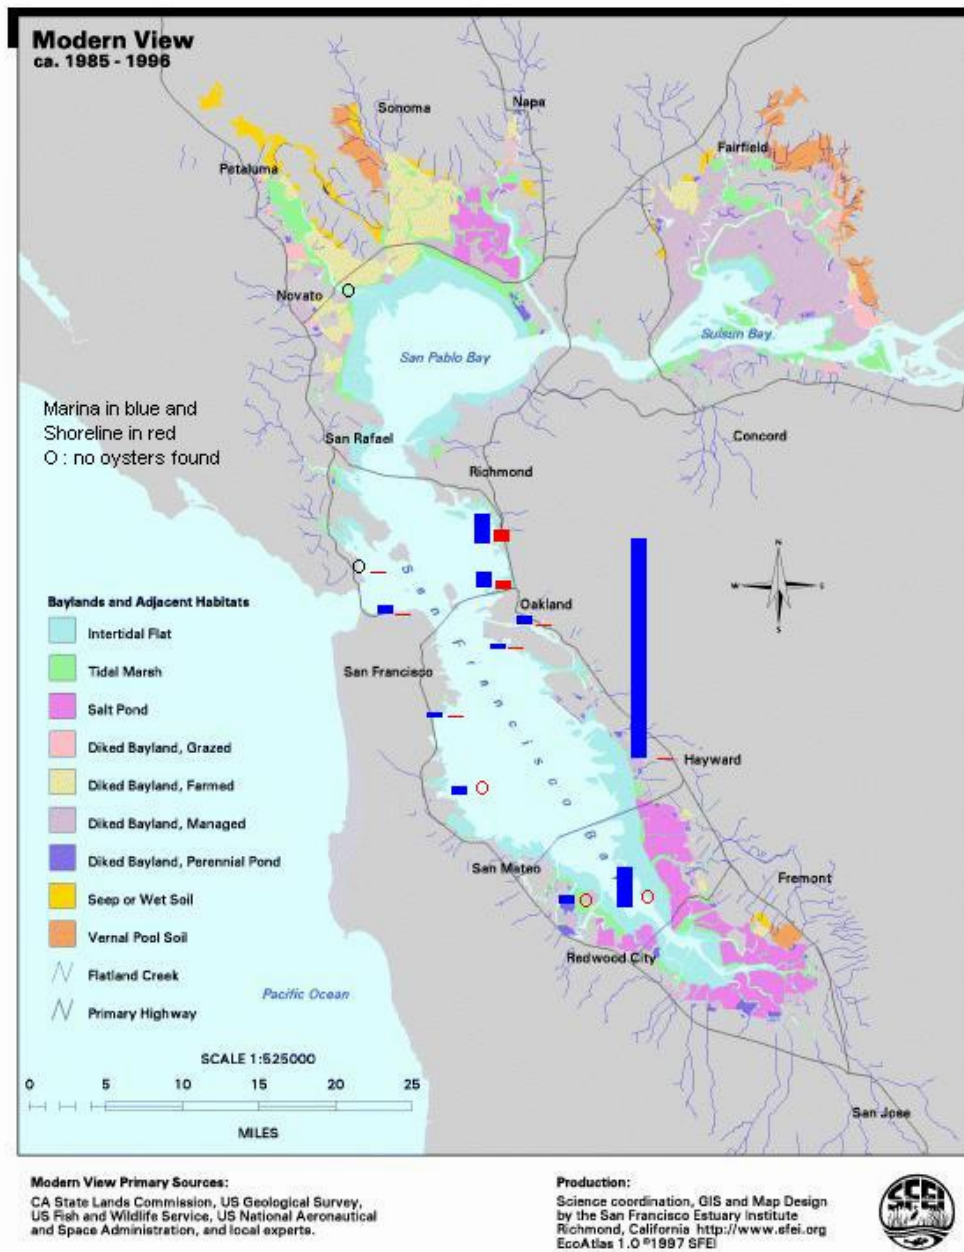 Modern View
ca. 1985 - 1996
Sonoma
Napa
Petaluma
Fairfield
Novato
San Pablo Bay
Suisun Bay
Marina in blue and
Shoreline in red
O : no oysters found
San Rafael
Concord
Richmond
N
W
S
Oakland
San Francisco Bay
Baylands and Adjacent Habitats
Intertidal Flat
Tidal Marsh
Salt Pond
Diked Bayland, Grazed
Diked Bayland, Farmed
Diked Bayland, Managed
Diked Bayland, Perennial Pond
Seep or Wet Soil
Vernal Pool Soil
Flatland Creek
Primary Highway
San Francisco
Hayward
San Mateo
Fremont
Redwood City
Pacific Ocean
SCALE 1:525000
0 5 10 15 20 25
MILES
San Jose
Modern View Primary Sources:
CA State Lands Commission, US Geological Survey,
US Fish and Wildlife Service, US National Aeronautical
and Space Administration, and local experts.
Production:
Science coordination, GIS and Map Design
by the San Francisco Estuary Institute
Richmond, California http://www.sfei.org
EcoAtlas 1.0 ©1997 SFEI
SFEI